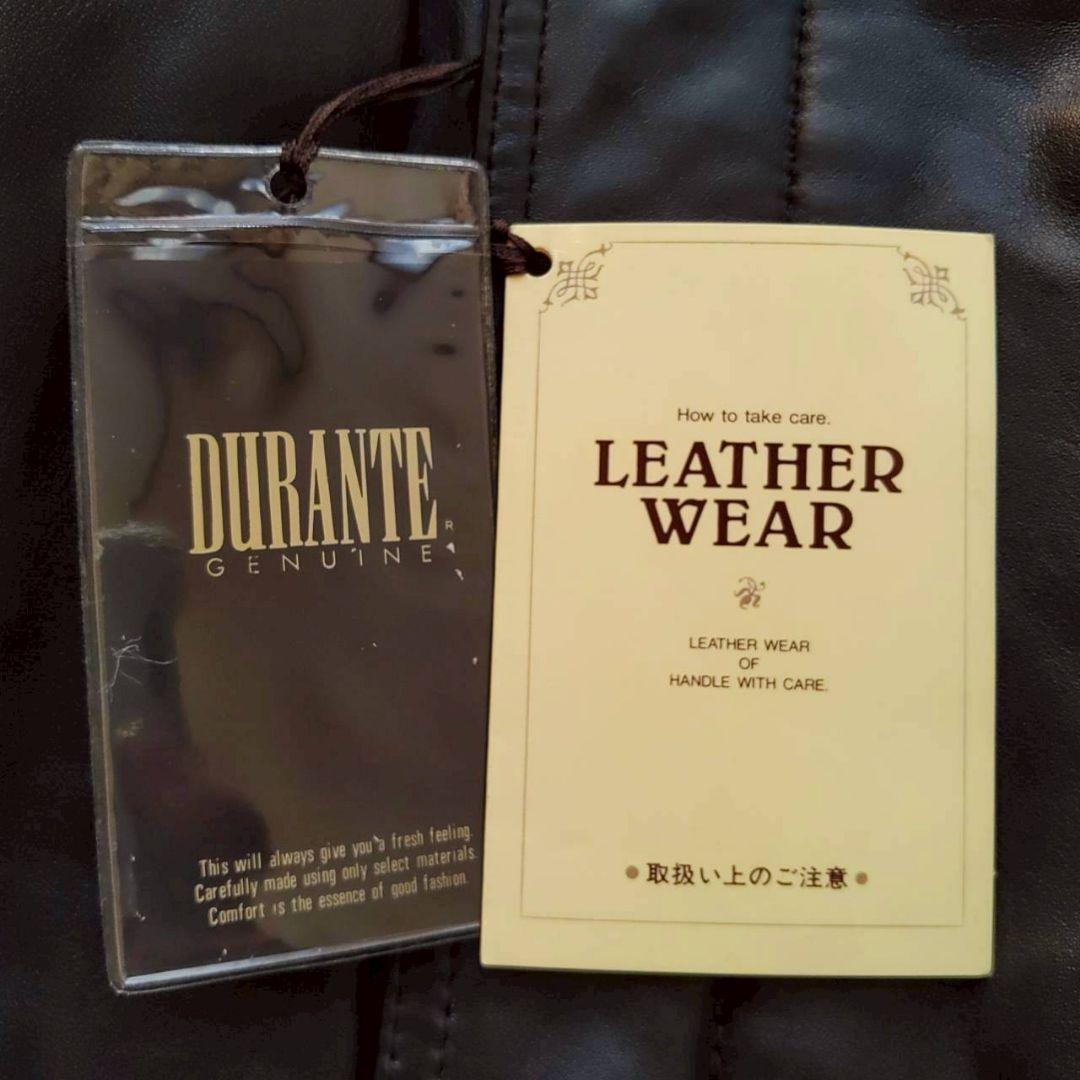 DURANTE
R
GENUINE
This will always give you a fresh feeling.
Carefully made using only select materials.
Comfort is the essence of good fashion.
How to take care.
LEATHER
WEAR
LEATHER WEAR
OF
HANDLE WITH CARE.
●取扱い上のご注意●